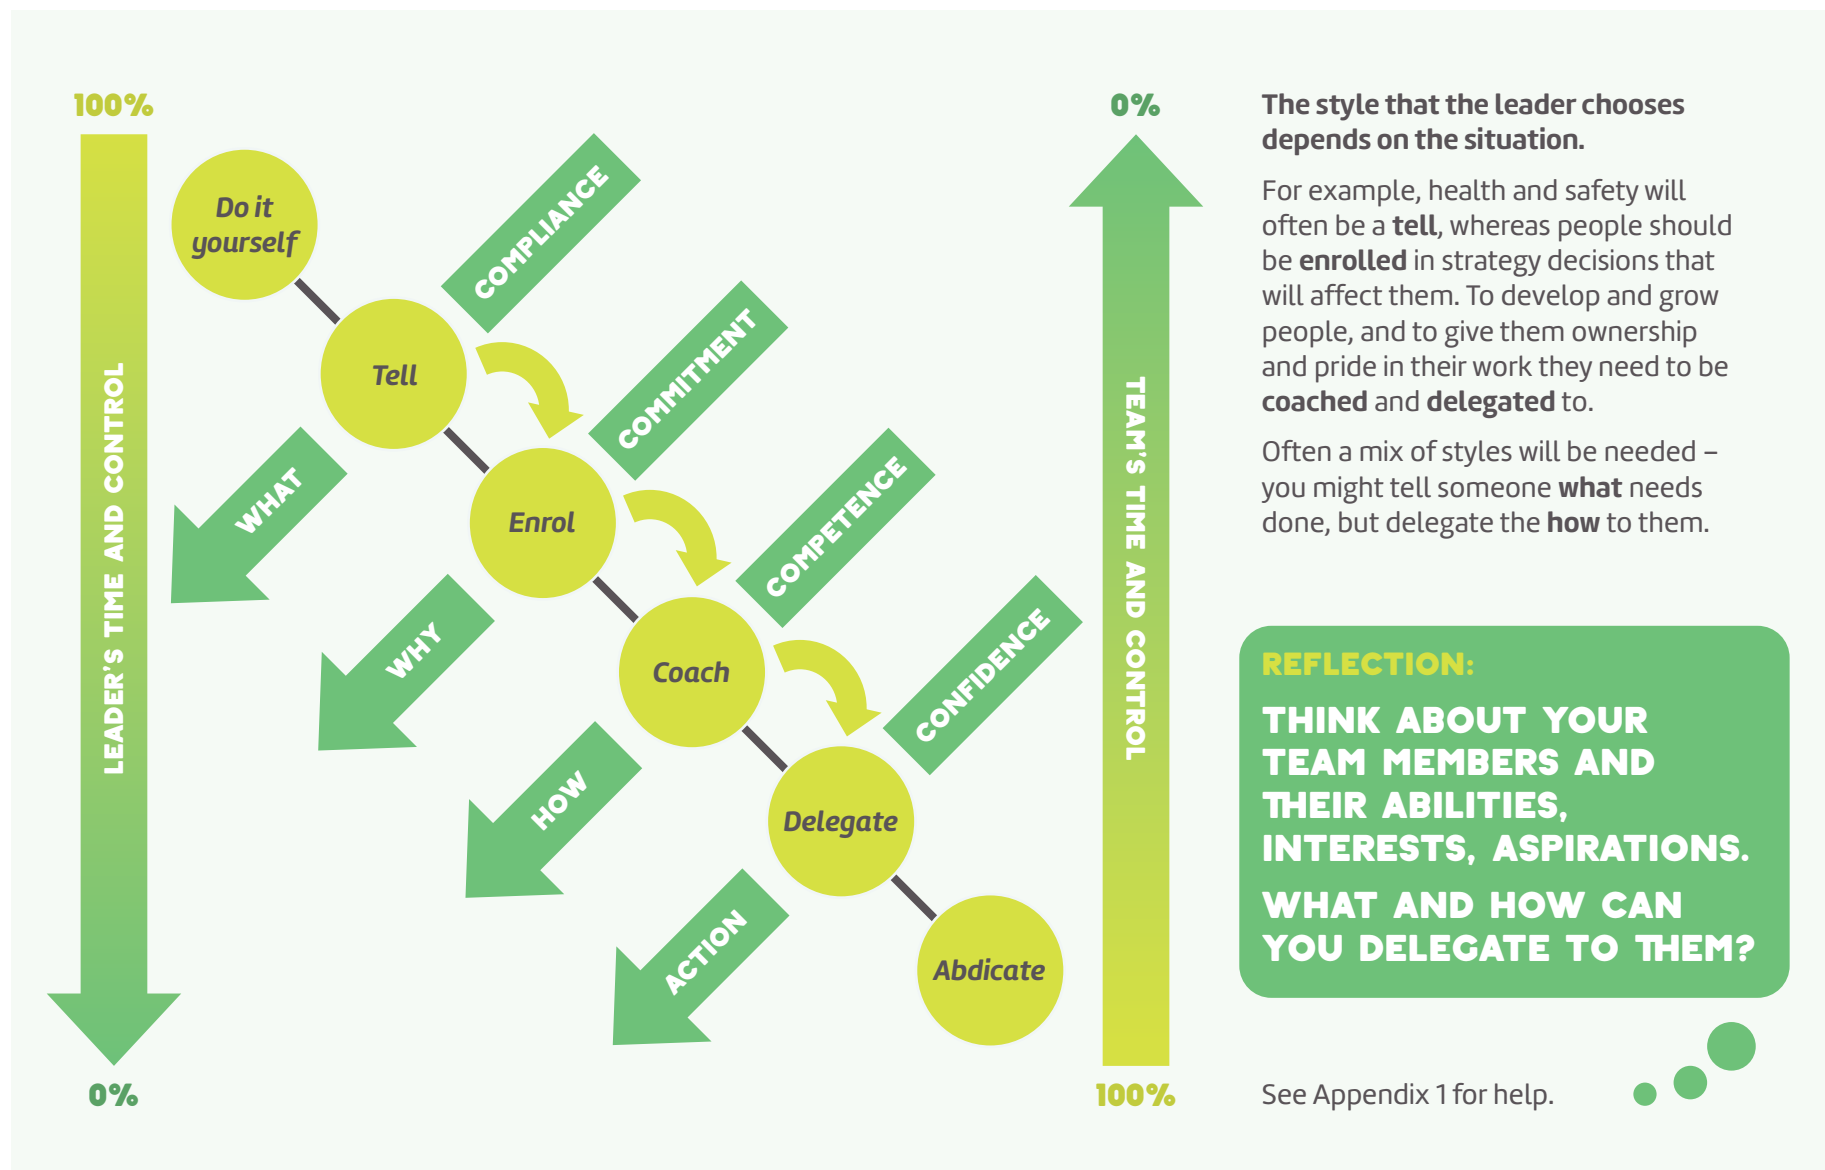 100%
LEADER'S TIME AND CONTROL
0%
Do it
yourself
Tell
Enrol
Coach
Delegate
Abdicate
COMPLIANCE
COMMITMENT
COMPETENCE
CONFIDENCE
WHAT
WHY
HOW
ACTION
0%
TEAM'S TIME AND CONTROL
100%
The style that the leader chooses
depends on the situation.
For example, health and safety will
often be a tell, whereas people should
be enrolled in strategy decisions that
will affect them. To develop and grow
people, and to give them ownership
and pride in their work they need to be
coached and delegated to.
Often a mix of styles will be needed –
you might tell someone what needs
done, but delegate the how to them.
REFLECTION:
THINK ABOUT YOUR
TEAM MEMBERS AND
THEIR ABILITIES,
INTERESTS, ASPIRATIONS.
WHAT AND HOW CAN
YOU DELEGATE TO THEM?
See Appendix 1 for help.